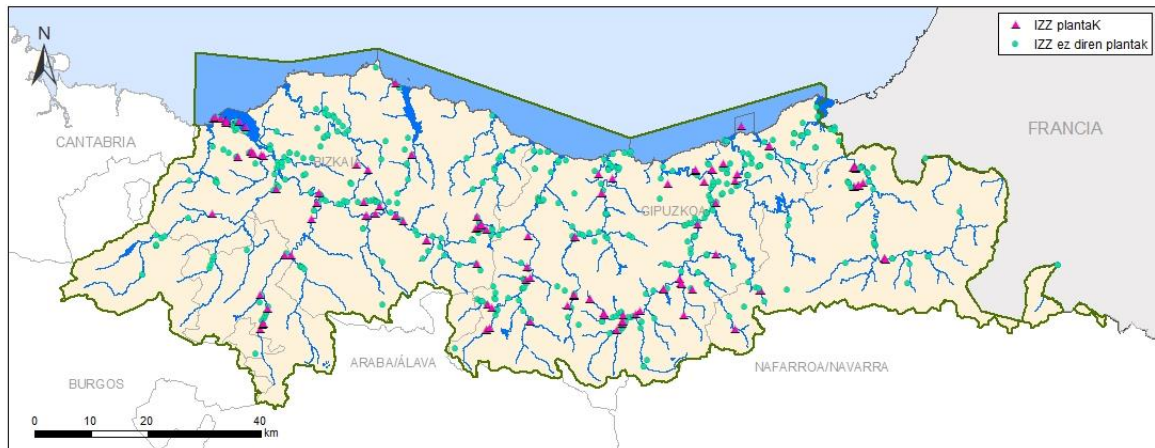 N
IZZ plantaK
IZZ ez diren plantak
CANTABRIA
FRANCIA
BIZKAIA
GIPUZKOA
ARABA/ÁLAVA
NAFARROA/NAVARRA
BURGOS
0 10 20 40
km